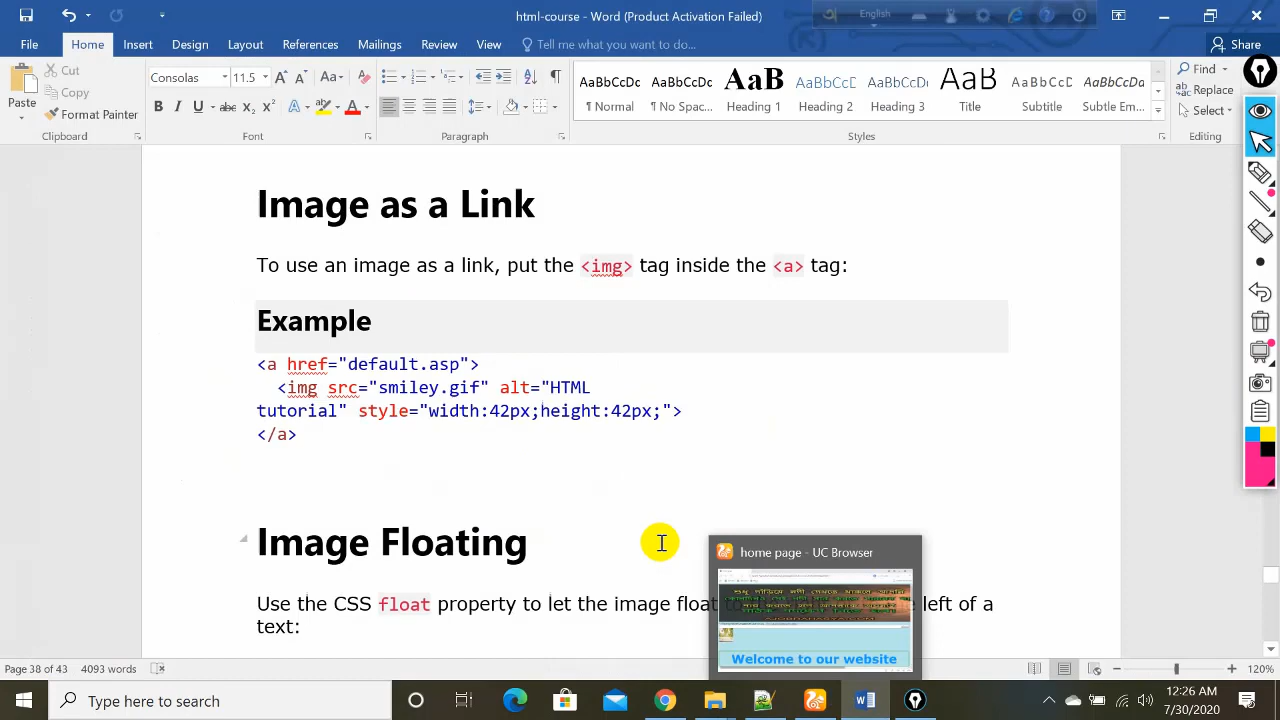 html-course - Word (Product Activation Failed)
English
File Home Insert Design Layout References Mailings Review View Tell me what you want to do... Share
Paste
Cut
Copy
Format Painter
Consolas 11.5
AaBbCcDc AaBbCcDc AaB AaBbCcC AaBbCcDc AaB AaBbCcC AaBbCcDc
¶ Normal ¶ No Spac... Heading 1 Heading 2 Heading 3 Title Subtitle Subtle Em...
Find
Replace
Select
Clipboard Font Paragraph Styles Editing
Image as a Link
To use an image as a link, put the <img> tag inside the <a> tag:
Example
<a href="default.asp">
<img src="smiley.gif" alt="HTML
tutorial" style="width:42px;height:42px;">
</a>
Image Floating
Use the CSS float property to let the image float to left of a
text:
home page - UC Browser
Welcome to our website
Page 38 of 43 4093 words 120%
Type here to search
12:26 AM
7/30/2020